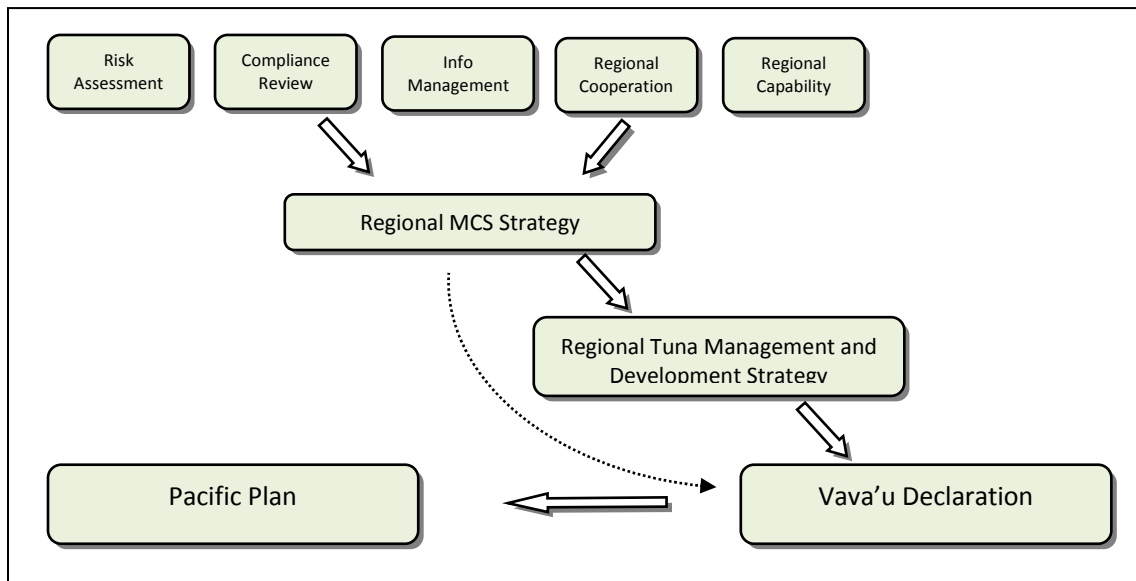 Risk
Assessment
Compliance
Review
Info
Management
Regional
Cooperation
Regional
Capability
Regional MCS Strategy
Regional Tuna Management and
Development Strategy
Pacific Plan
Vava’u Declaration